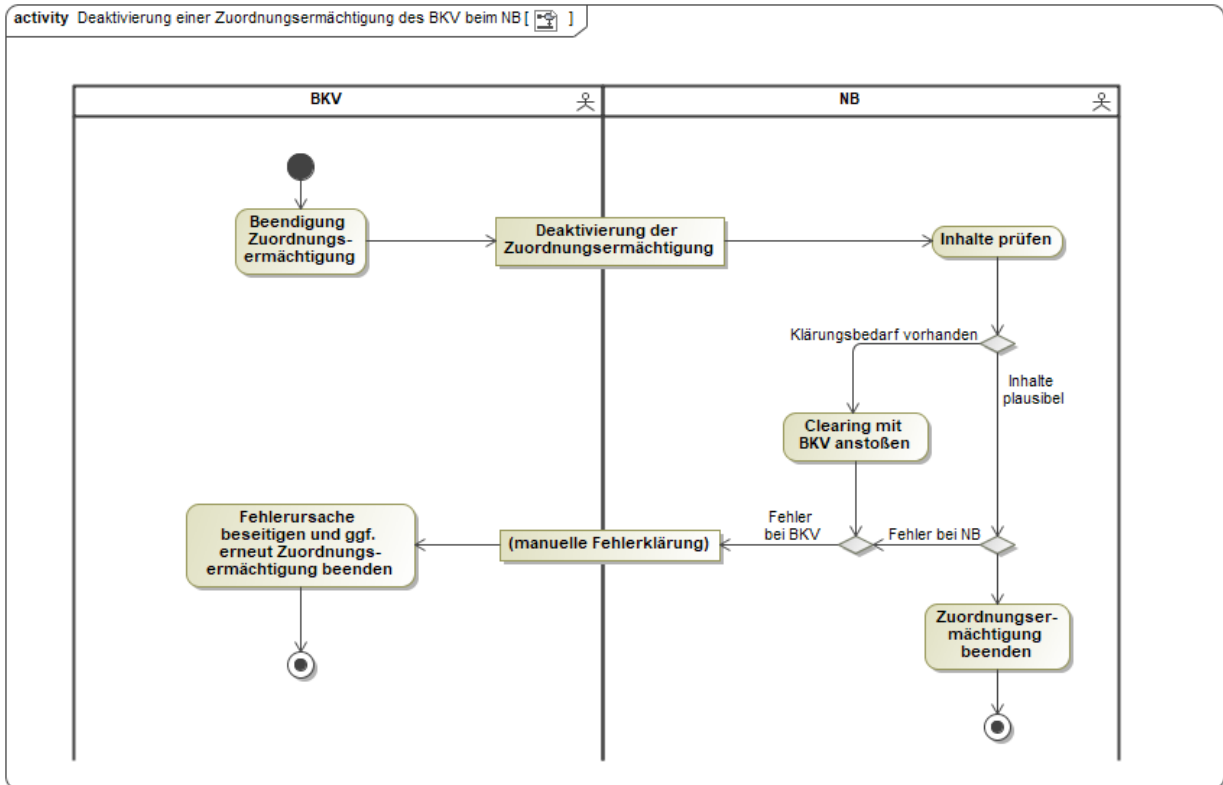 activity Deaktivierung einer Zuordnungsermächtigung des BKV beim NB [ ]
BKV
NB
Beendigung
Zuordnungs-
ermächtigung
Deaktivierung der
Zuordnungsermächtigung
Inhalte prüfen
Klärungsbedarf vorhanden
Inhalte
plausibel
Clearing mit
BKV anstoßen
Fehlerursache
beseitigen und ggf.
erneut Zuordnungs-
ermächtigung beenden
(manuelle Fehlerklärung)
Fehler
bei BKV
Fehler bei NB
Zuordnungser-
mächtigung
beenden